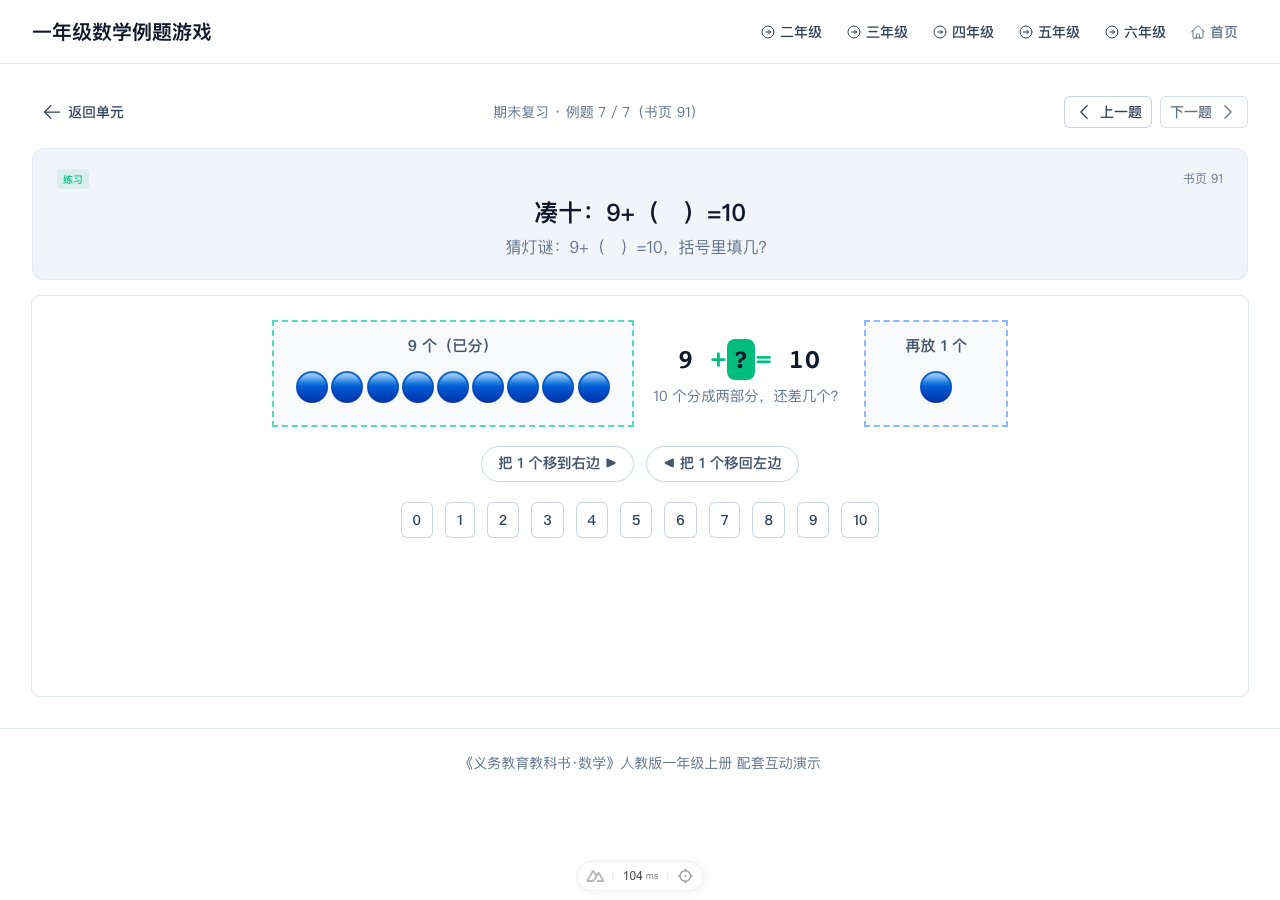 一年级数学例题游戏
二年级
三年级
四年级
五年级
六年级
首页
返回单元
期末复习 · 例题 7 / 7（书页 91）
上一题
下一题
练习
书页 91
凑十：9+（　）=10
猜灯谜：9+（　）=10，括号里填几？
9 个（已分）
9 + ? = 10
10 个分成两部分，还差几个？
再放 1 个
把 1 个移到右边 ▶
◀ 把 1 个移回左边
0 1 2 3 4 5 6 7 8 9 10
《义务教育教科书·数学》人教版一年级上册 配套互动演示
104 ms